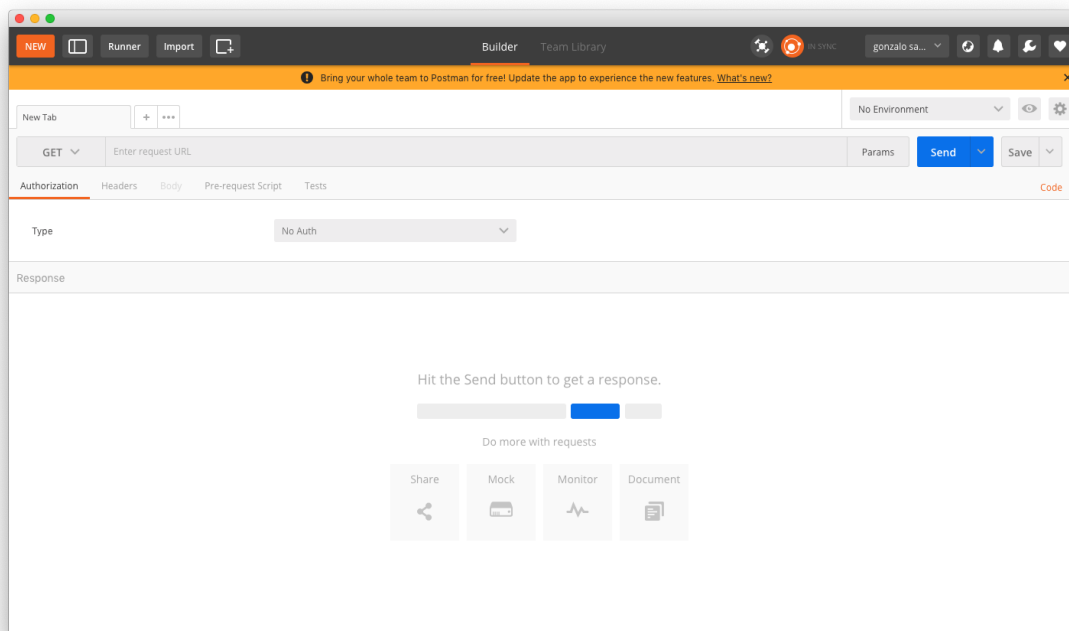 NEW Runner Import Builder Team Library IN SYNC gonzalo sa...
Bring your whole team to Postman for free! Update the app to experience the new features. What's new?
New Tab + ••• No Environment
GET Enter request URL Params Send Save
Authorization Headers Body Pre-request Script Tests Code
Type No Auth
Response
Hit the Send button to get a response.
Do more with requests
Share Mock Monitor Document